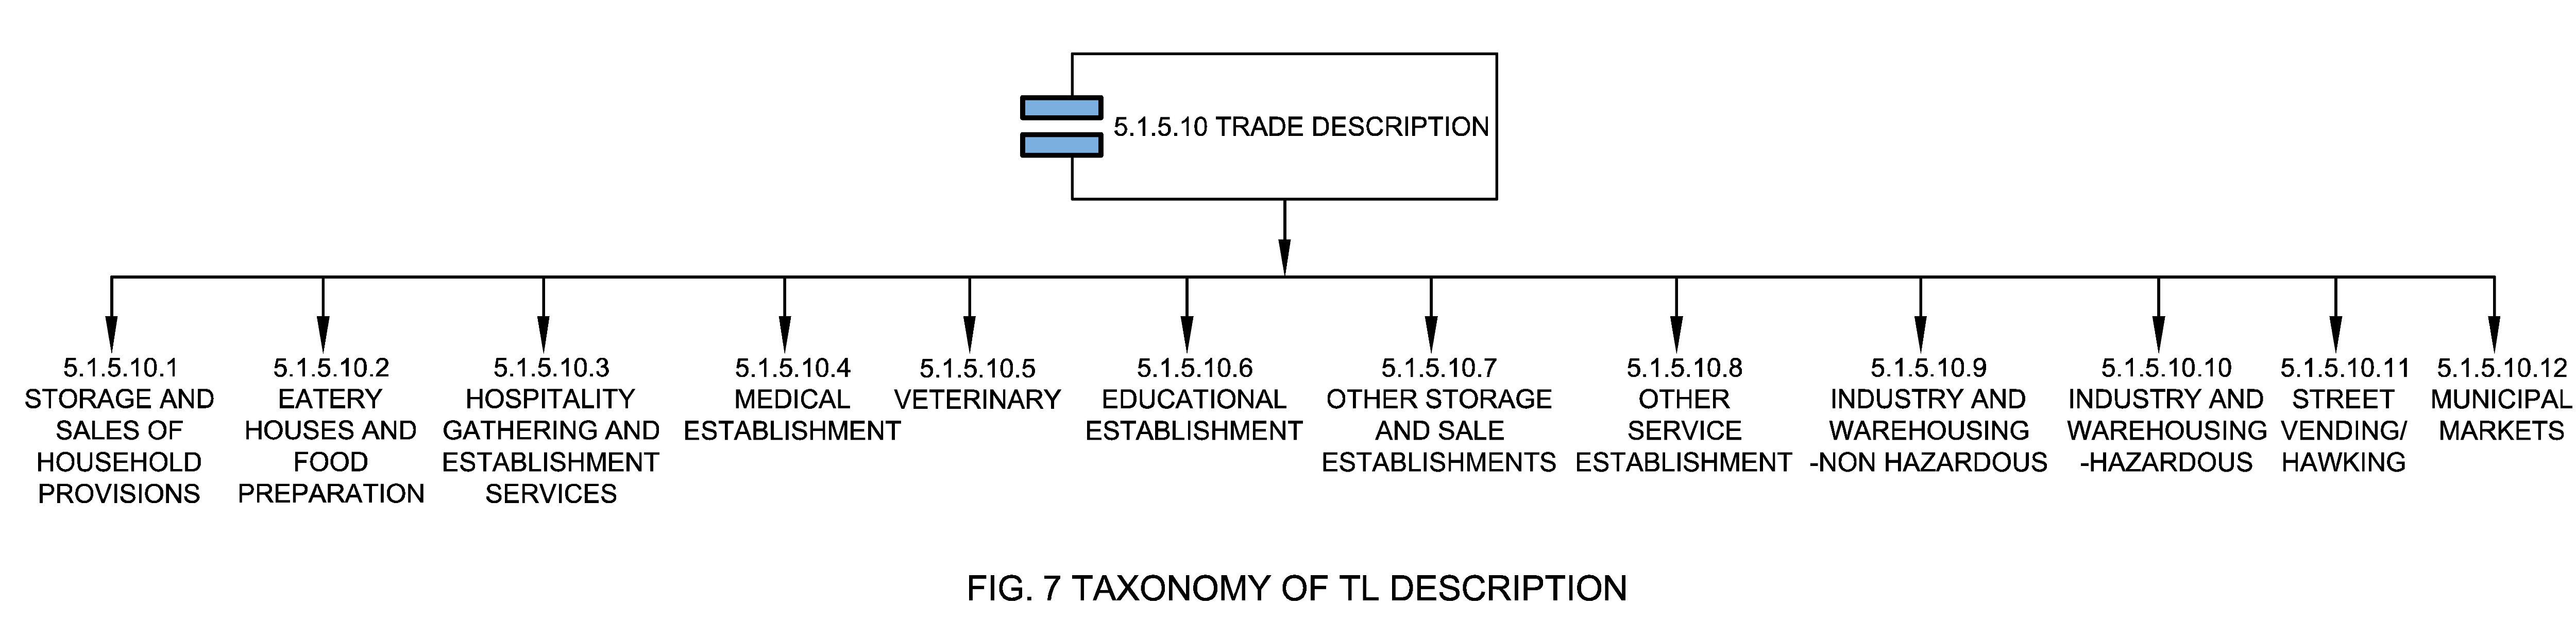 5.1.5.10 TRADE DESCRIPTION
5.1.5.10.1
STORAGE AND
SALES OF
HOUSEHOLD
PROVISIONS
5.1.5.10.2
EATERY
HOUSES AND
FOOD
PREPARATION
5.1.5.10.3
HOSPITALITY
GATHERING AND
ESTABLISHMENT
SERVICES
5.1.5.10.4
MEDICAL
ESTABLISHMENT
5.1.5.10.5
VETERINARY
5.1.5.10.6
EDUCATIONAL
ESTABLISHMENT
5.1.5.10.7
OTHER STORAGE
AND SALE
ESTABLISHMENTS
5.1.5.10.8
OTHER
SERVICE
ESTABLISHMENT
5.1.5.10.9
INDUSTRY AND
WAREHOUSING
-NON HAZARDOUS
5.1.5.10.10
INDUSTRY AND
WAREHOUSING
-HAZARDOUS
5.1.5.10.11
STREET
VENDING/
HAWKING
5.1.5.10.12
MUNICIPAL
MARKETS
FIG. 7 TAXONOMY OF TL DESCRIPTION